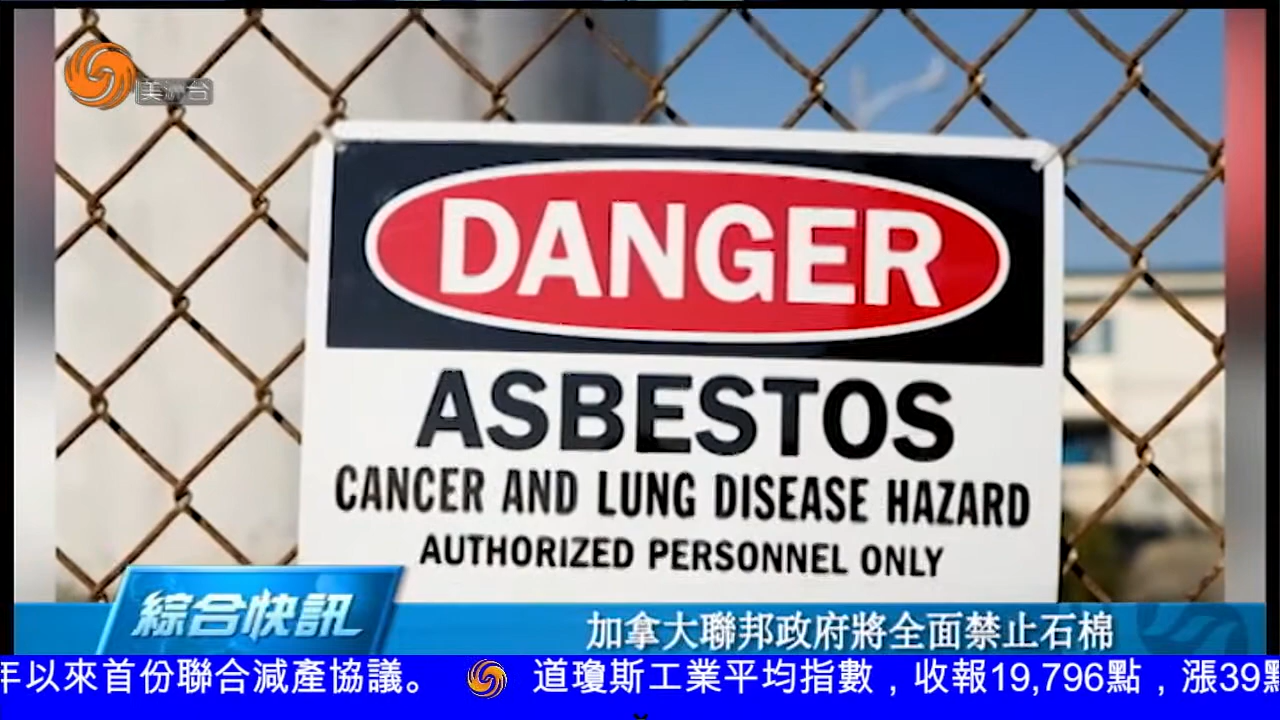 美洲台
DANGER
ASBESTOS
CANCER AND LUNG DISEASE HAZARD
AUTHORIZED PERSONNEL ONLY
綜合快訊
加拿大聯邦政府將全面禁止石棉
年以來首份聯合減產協議。 道瓊斯工業平均指數，收報19,796點，漲39點